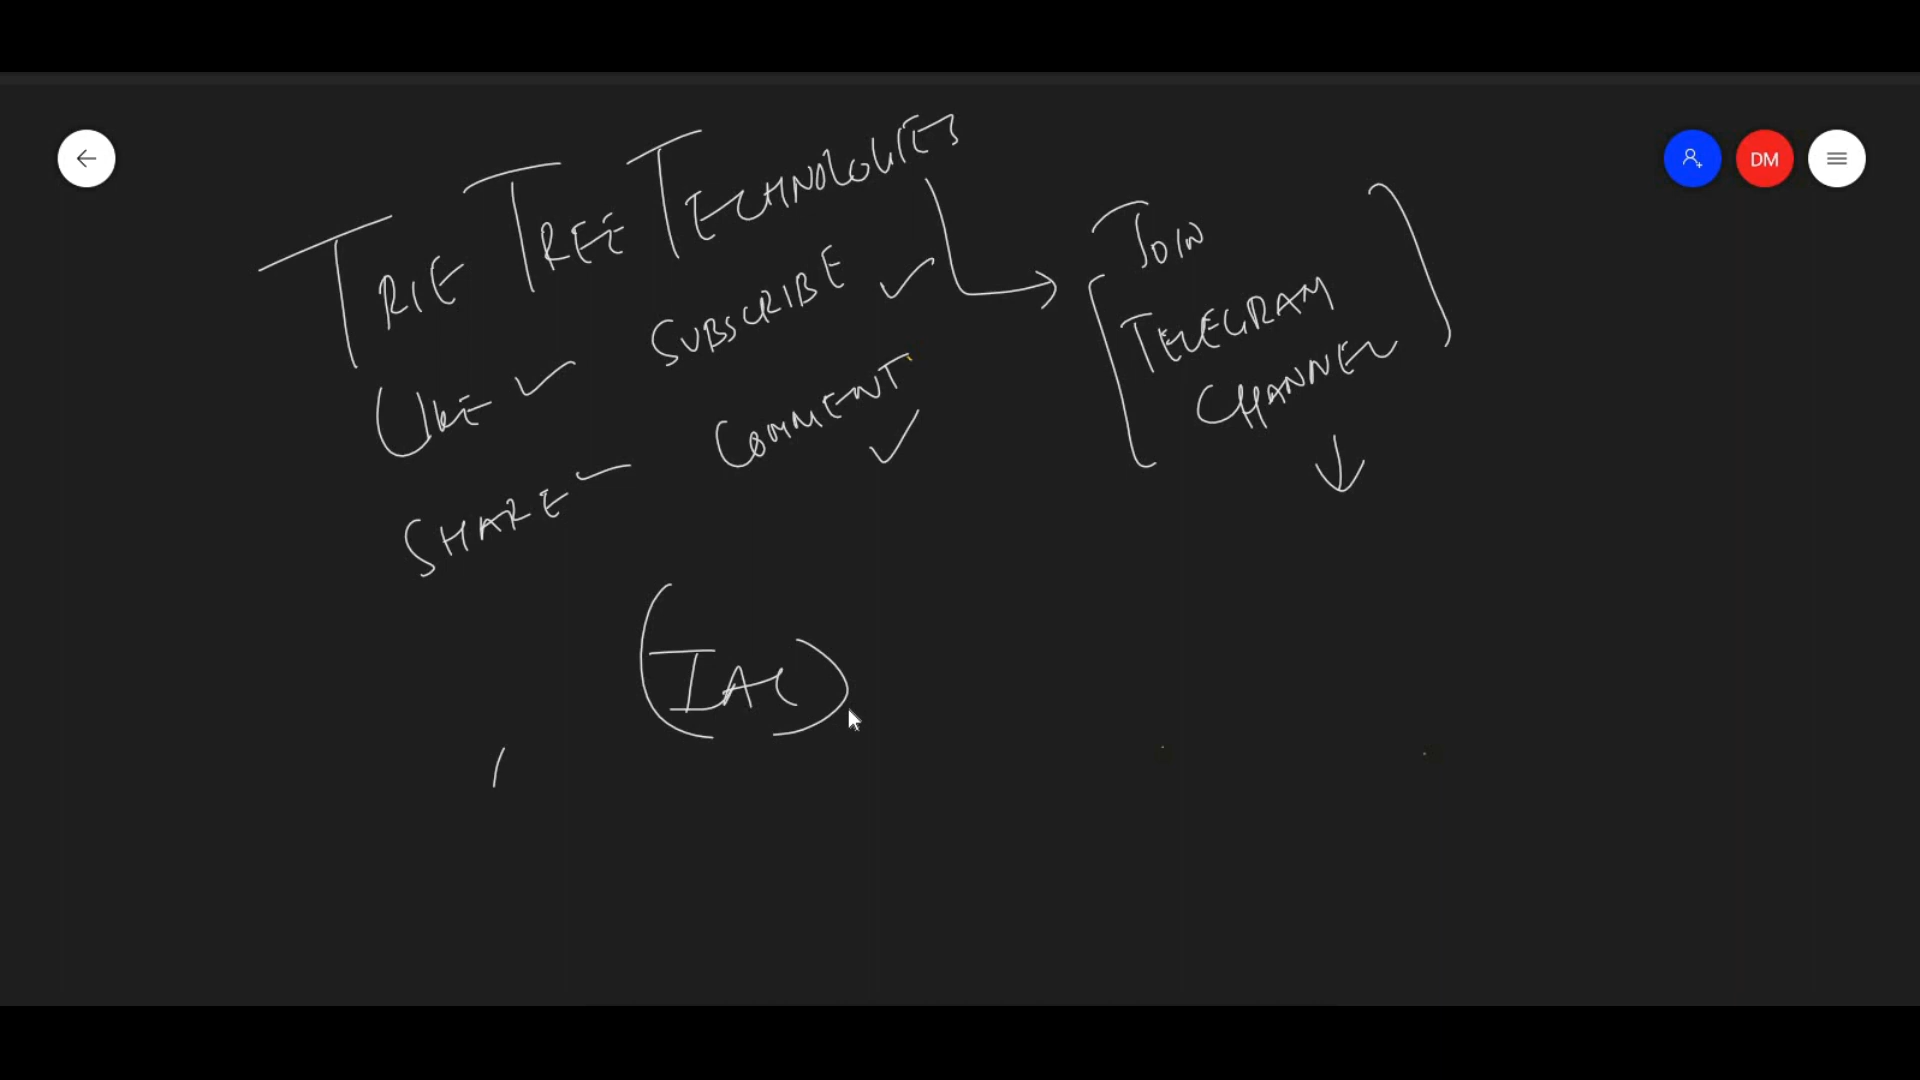 TRIE TREE TECHNOLOGIES
LIKE ✓ SUBSCRIBE ✓
SHARE ✓ COMMENT ✓
JOIN
TELEGRAM
CHANNEL
(IAC)
DM